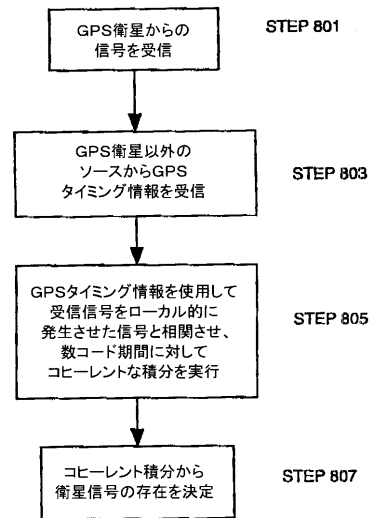 GPS衛星からの
信号を受信
STEP 801
GPS衛星以外の
ソースからGPS
タイミング情報を受信
STEP 803
GPSタイミング情報を使用して
受信信号をローカル的に
発生させた信号と相関させ、
数コード期間に対して
コヒーレントな積分を実行
STEP 805
コヒーレント積分から
衛星信号の存在を決定
STEP 807